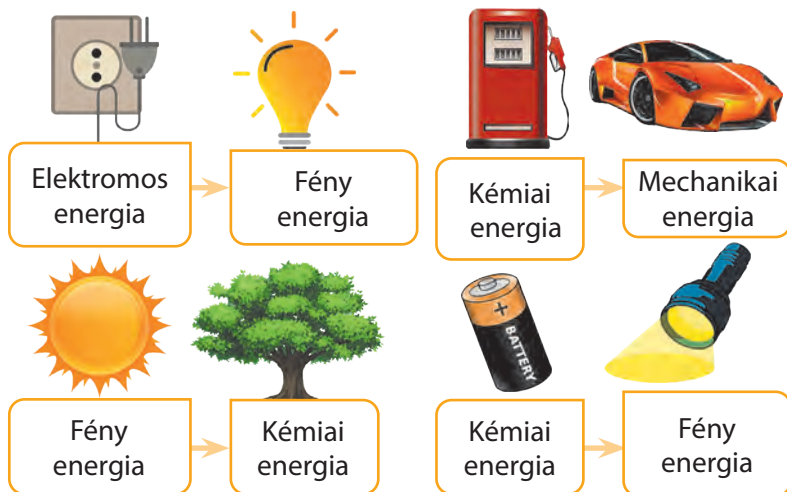 Elektromos
energia
Fény
energia
Kémiai
energia
Mechanikai
energia
+
BATTERY
Fény
energia
Kémiai
energia
Kémiai
energia
Fény
energia